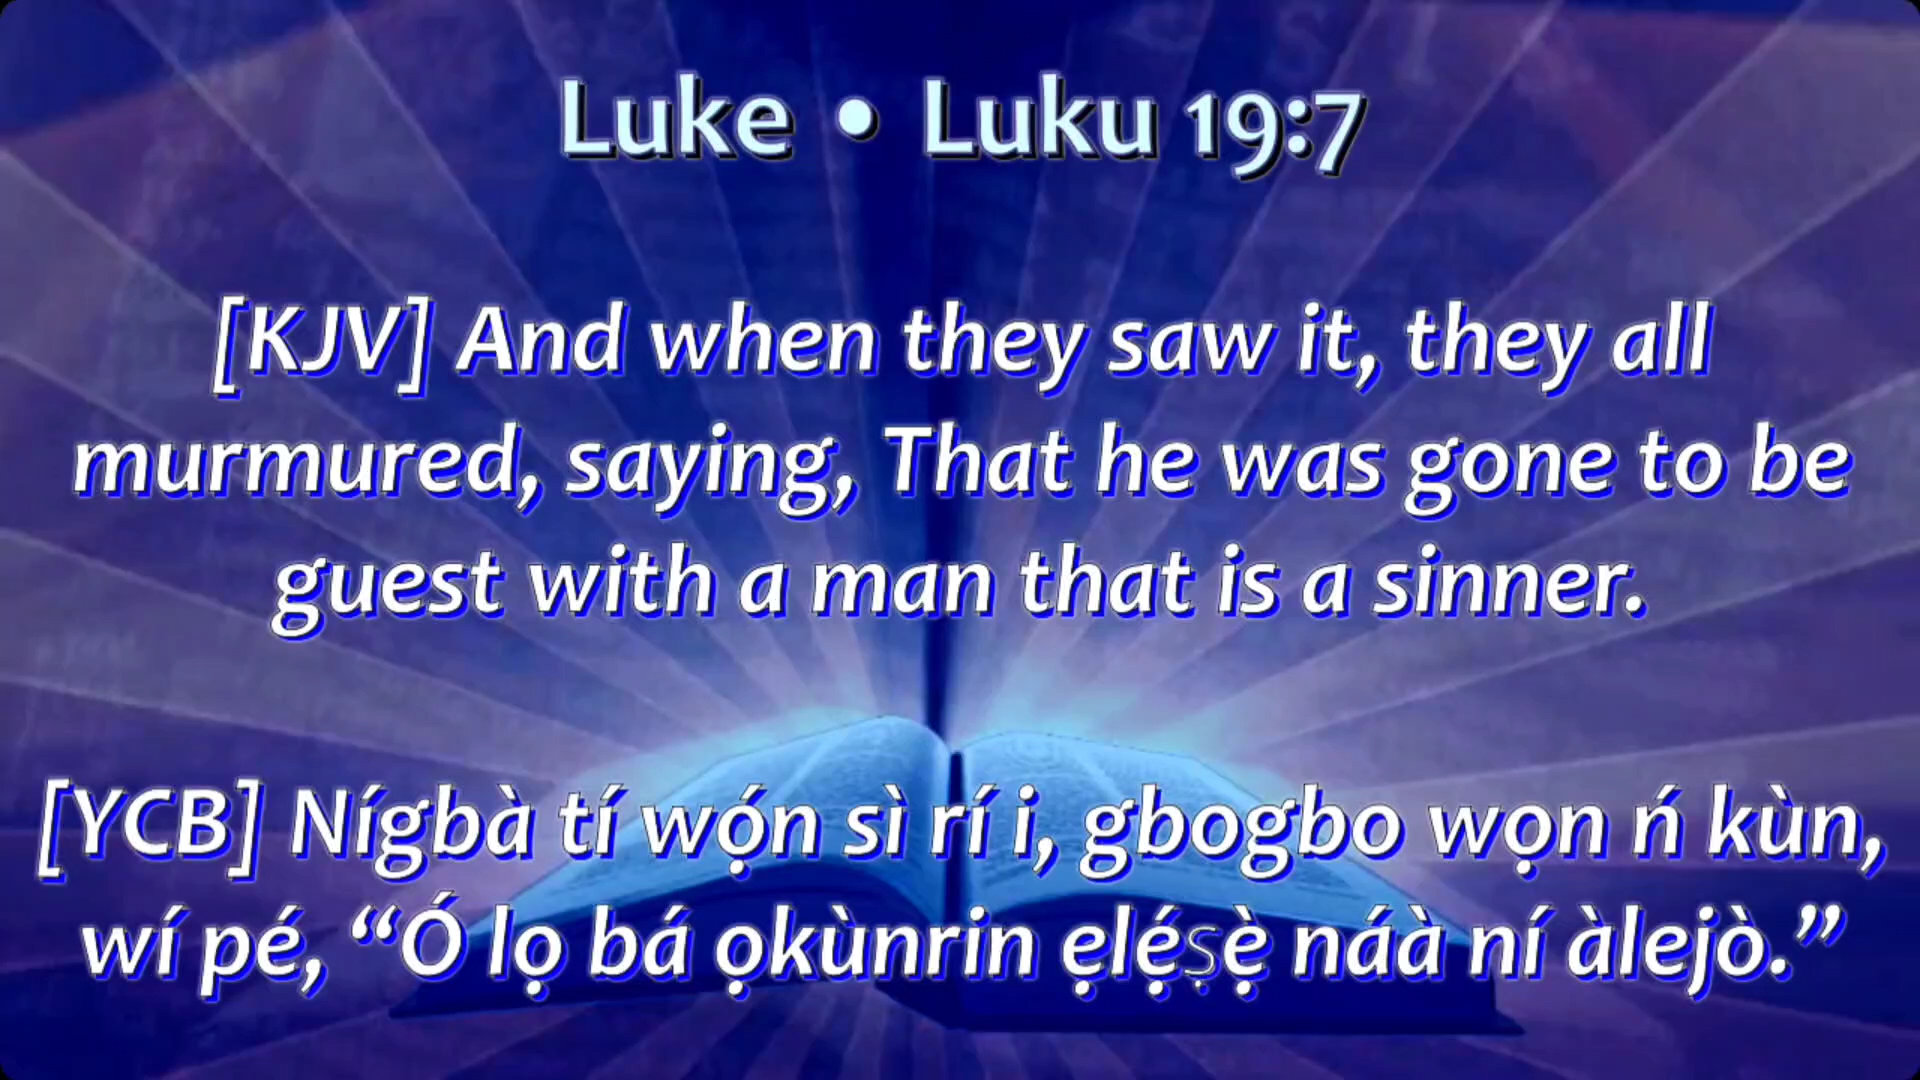 Luke • Luku 19:7
[KJV] And when they saw it, they all
murmured, saying, That he was gone to be
guest with a man that is a sinner.
[YCB] Nígbà tí wọ́n sì rí i, gbogbo wọn ń kùn,
wí pé, “Ó lọ bá ọkùnrin ẹlẹ́ṣẹ̀ náà ní àlejò.”